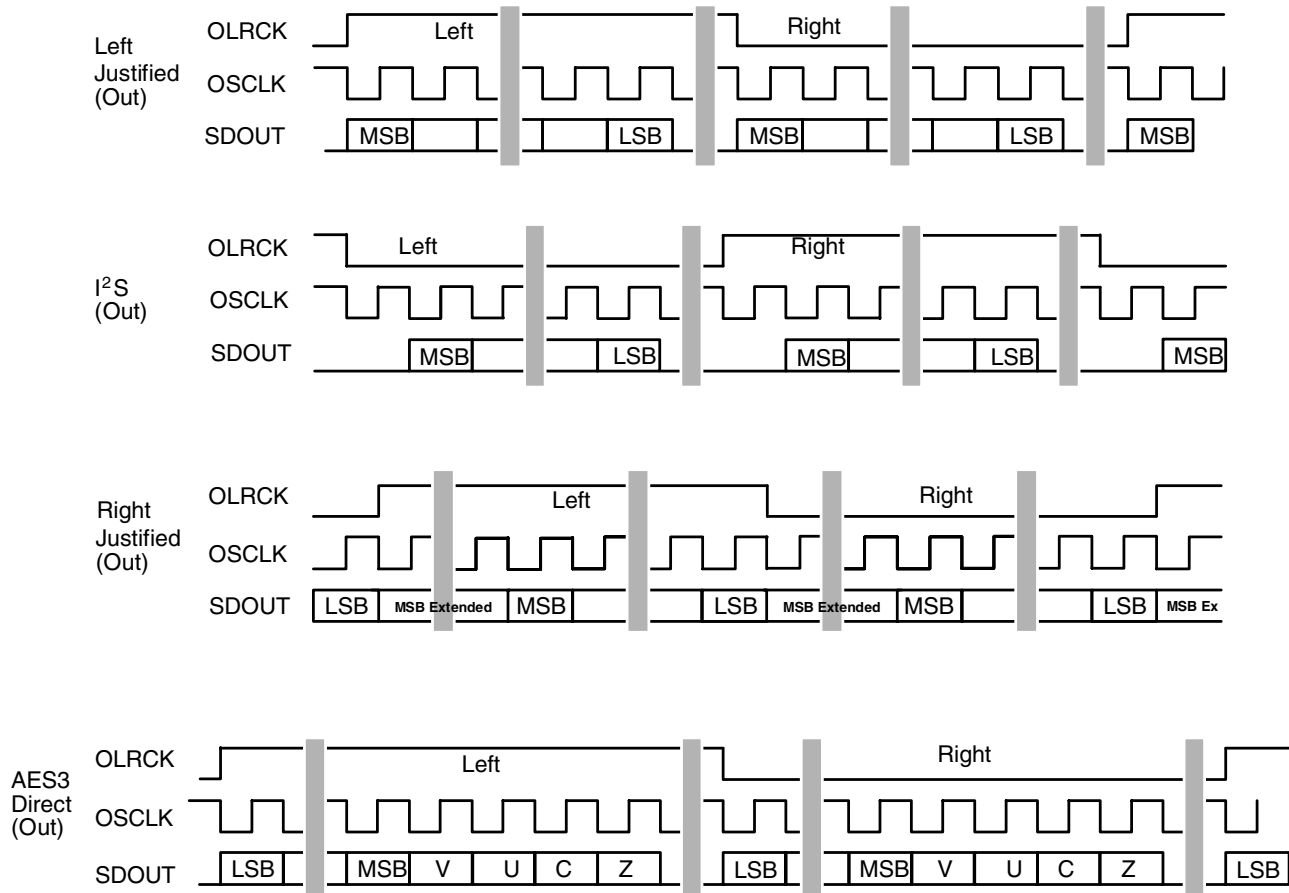 Left
Justified
(Out)
OLRCK Left Right
OSCLK
SDOUT MSB LSB MSB LSB MSB
I²S
(Out)
OLRCK Left Right
OSCLK
SDOUT MSB LSB MSB LSB MSB
Right
Justified
(Out)
OLRCK Left Right
OSCLK
SDOUT LSB MSB Extended MSB LSB MSB Extended MSB LSB MSB Ex
AES3
Direct
(Out)
OLRCK Left Right
OSCLK
SDOUT LSB MSB V U C Z LSB MSB V U C Z LSB